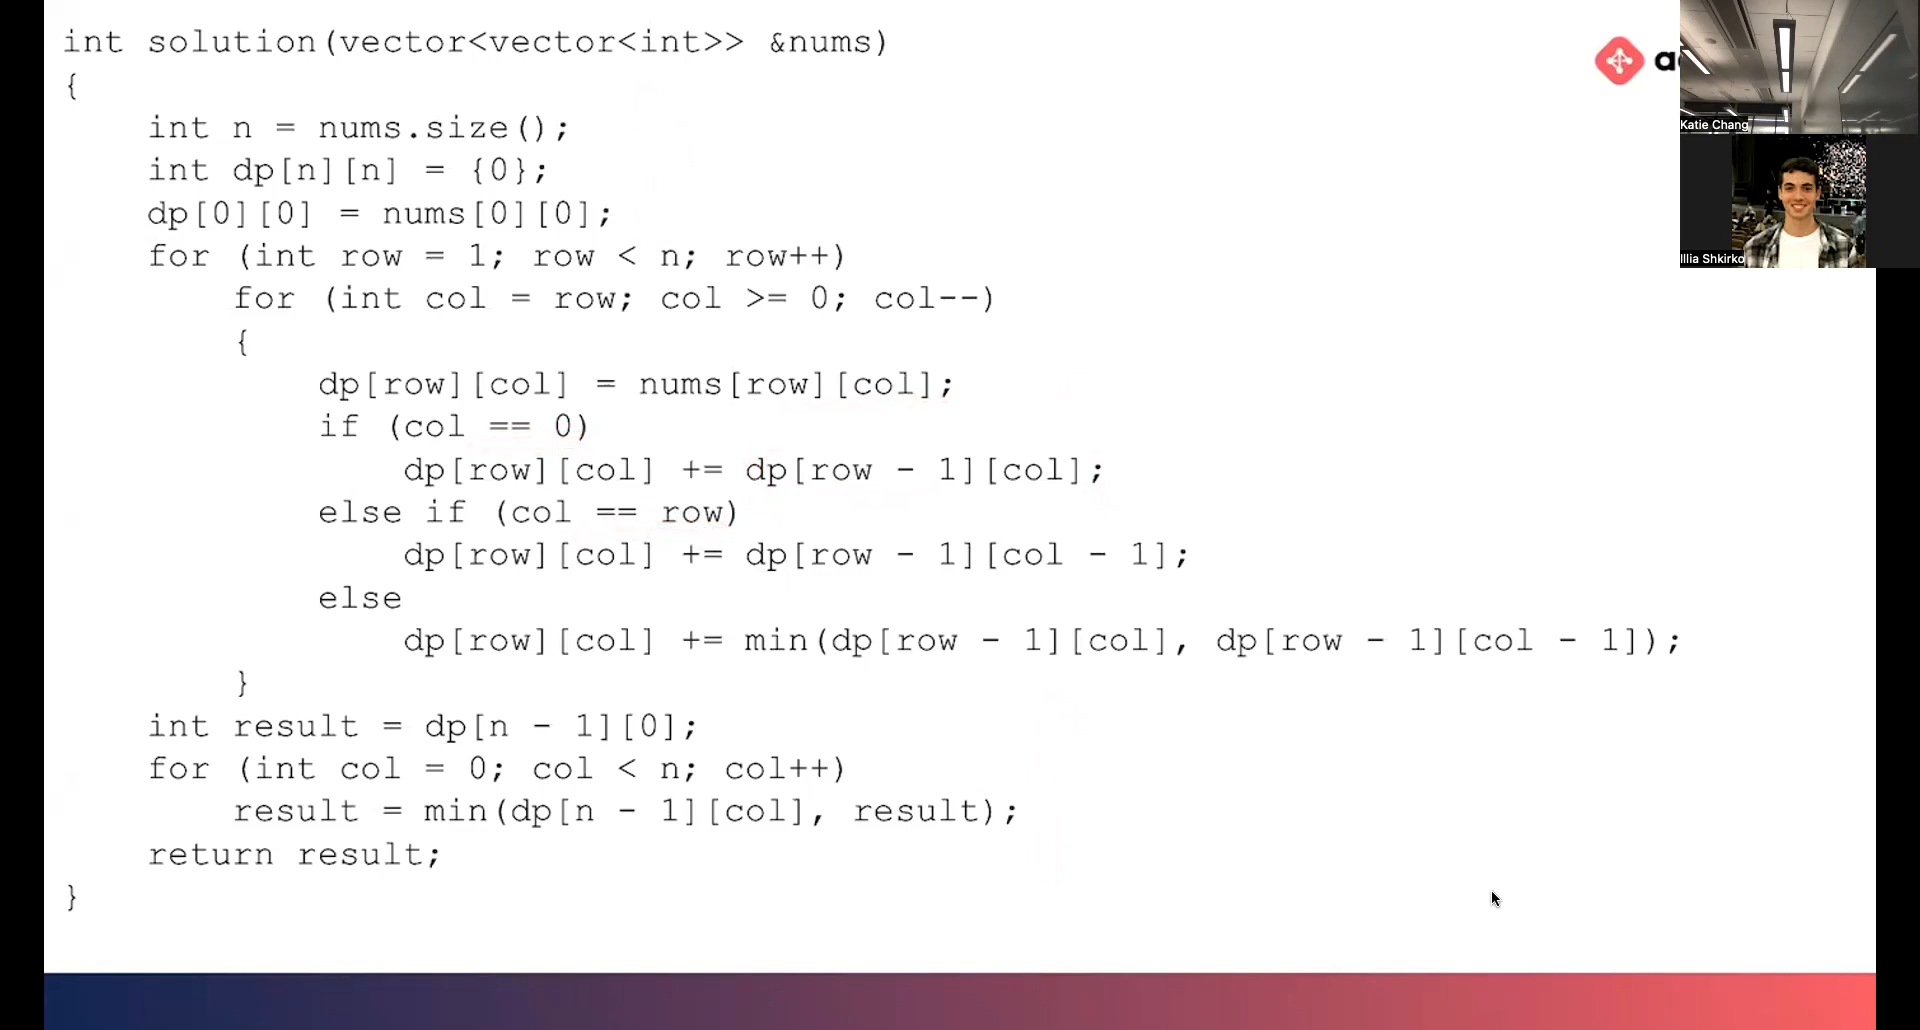 int solution(vector<vector<int>> &nums)
{
    int n = nums.size();
    int dp[n][n] = {0};
    dp[0][0] = nums[0][0];
    for (int row = 1; row < n; row++)
        for (int col = row; col >= 0; col--)
        {
            dp[row][col] = nums[row][col];
            if (col == 0)
                dp[row][col] += dp[row - 1][col];
            else if (col == row)
                dp[row][col] += dp[row - 1][col - 1];
            else
                dp[row][col] += min(dp[row - 1][col], dp[row - 1][col - 1]);
        }
    int result = dp[n - 1][0];
    for (int col = 0; col < n; col++)
        result = min(dp[n - 1][col], result);
    return result;
}
Katie Chang
Illia Shkirko